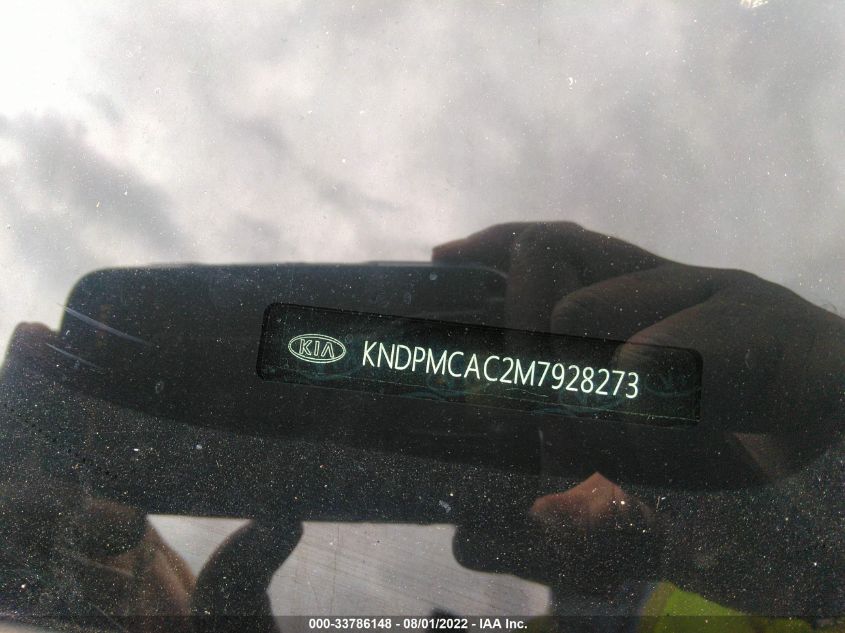 KIA KNDPMCAC2M7928273
000-33786148 - 08/01/2022 - IAA Inc.